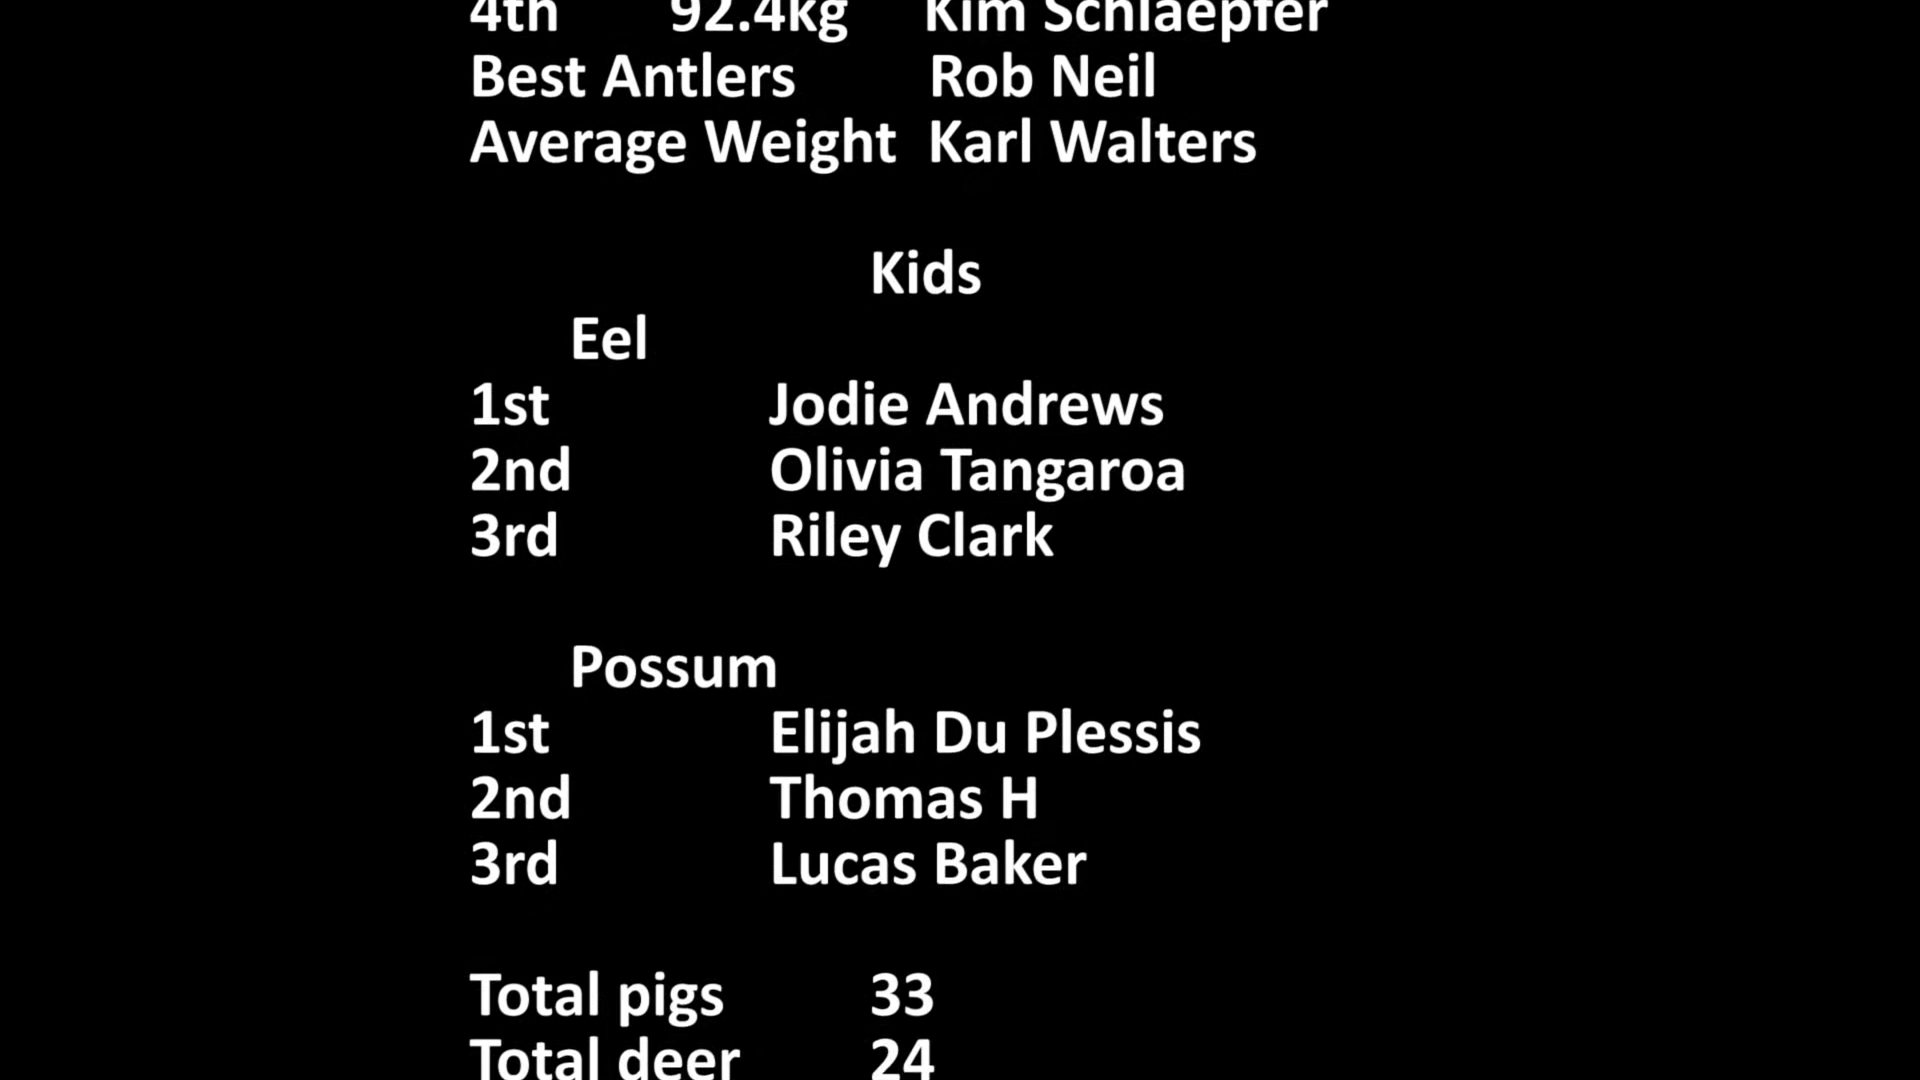 4th 92.4kg Kim Schlaepfer
Best Antlers Rob Neil
Average Weight Karl Walters
Kids
Eel
1st Jodie Andrews
2nd Olivia Tangaroa
3rd Riley Clark
Possum
1st Elijah Du Plessis
2nd Thomas H
3rd Lucas Baker
Total pigs 33
Total deer 24